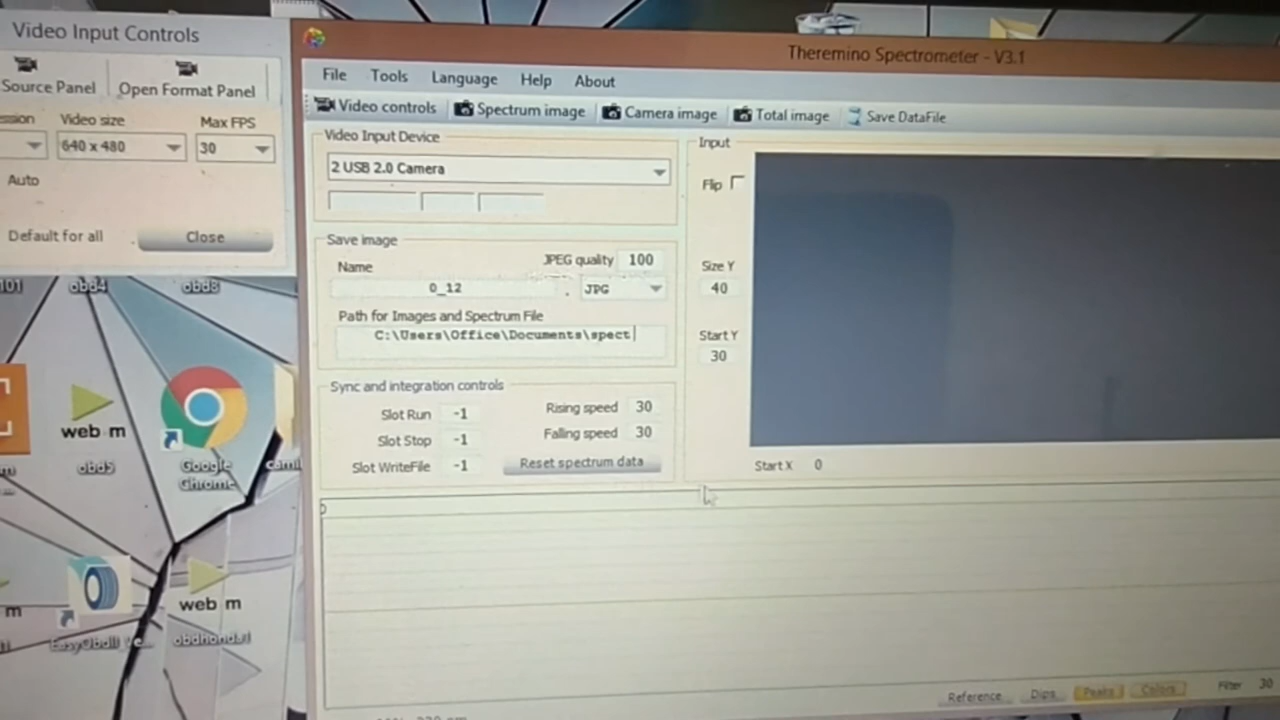 Video Input Controls
Source Panel
Open Format Panel
Video size
Max FPS
640 x 480
30
Auto
Default for all
Close
Theremino Spectrometer - V3.1
File Tools Language Help About
Video controls Spectrum image Camera image Total image Save DataFile
Video Input Device
2 USB 2.0 Camera
Save image
Name
JPEG quality 100
0_12 . JPG
Path for Images and Spectrum File
C:\Users\Office\Documents\spect
Sync and integration controls
Slot Run -1
Rising speed 30
Slot Stop -1
Falling speed 30
Slot WriteFile -1
Reset spectrum data
Input
Flip
Size Y
40
Start Y
30
Start X 0
Reference Dips Peaks Colors Filter 30
101
obd4
obd8
web m
obd5
Google
Chrome
web m
obdhonda1